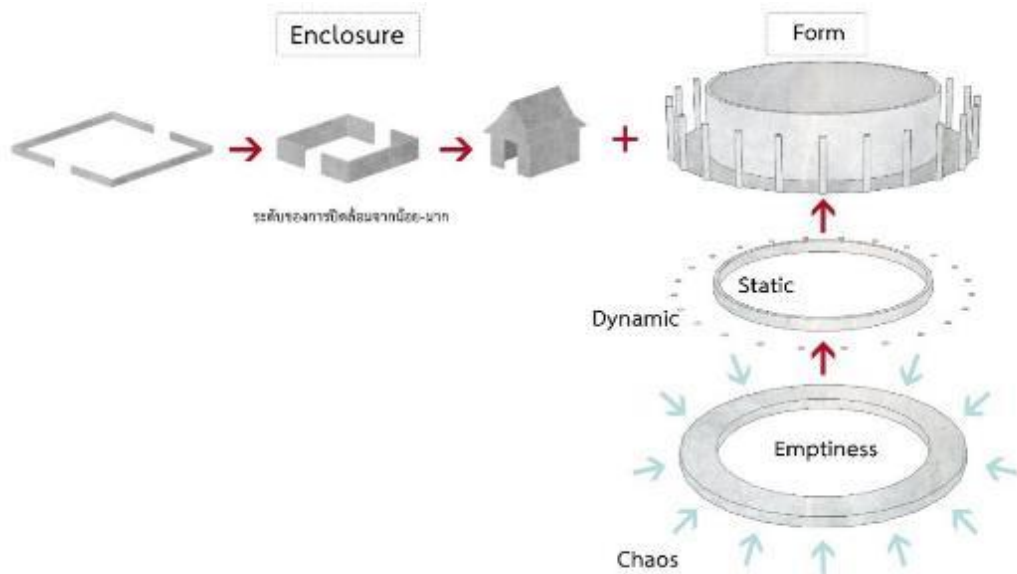 Enclosure
Form
ระดับของการปิดล้อมจากน้อย-มาก
Static
Dynamic
Emptiness
Chaos